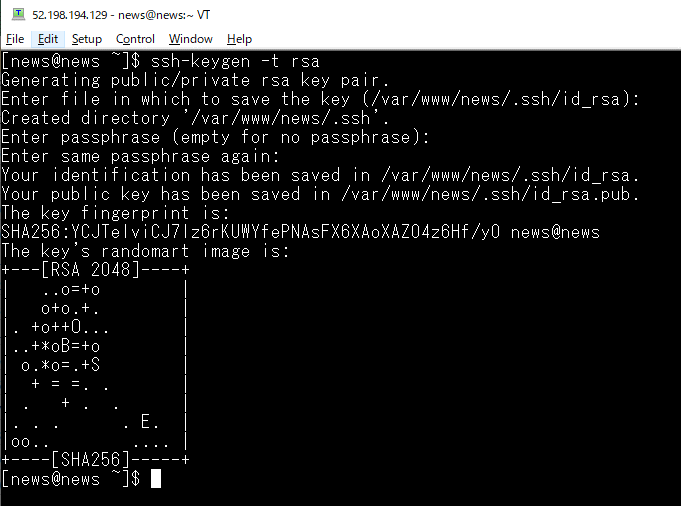 52.198.194.129 - news@news:~ VT
File Edit Setup Control Window Help
[news@news ~]$ ssh-keygen -t rsa
Generating public/private rsa key pair.
Enter file in which to save the key (/var/www/news/.ssh/id_rsa):
Created directory '/var/www/news/.ssh'.
Enter passphrase (empty for no passphrase):
Enter same passphrase again:
Your identification has been saved in /var/www/news/.ssh/id_rsa.
Your public key has been saved in /var/www/news/.ssh/id_rsa.pub.
The key fingerprint is:
SHA256:YCJTelviCJ7lz6rKUWYfePNAsFX6XAoXAZO4z6Hf/y0 news@news
The key's randomart image is:
+---[RSA 2048]----+
|   ..o=+o        |
|   o+o.+.        |
|. +o++O...       |
|..+*oB=+o        |
| o.*o=.+S        |
|  + = =. .       |
| .   + .  .      |
|. . .      . E.  |
|oo..        .... |
+----[SHA256]-----+
[news@news ~]$